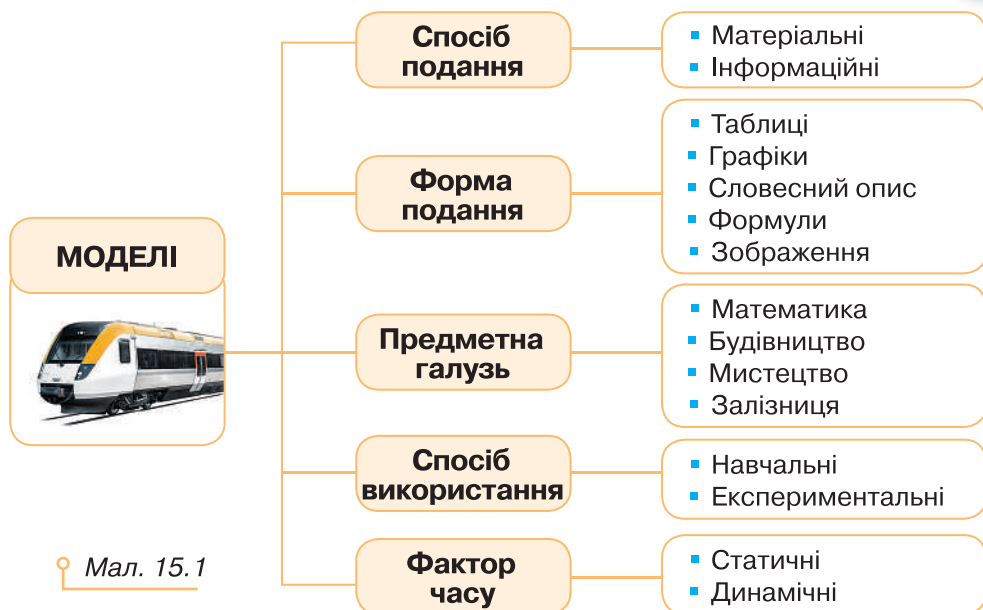 МОДЕЛІ
Спосіб
подання
▪ Матеріальні
▪ Інформаційні
Форма
подання
▪ Таблиці
▪ Графіки
▪ Словесний опис
▪ Формули
▪ Зображення
Предметна
галузь
▪ Математика
▪ Будівництво
▪ Мистецтво
▪ Залізниця
Спосіб
використання
▪ Навчальні
▪ Експериментальні
Фактор
часу
▪ Статичні
▪ Динамічні
Мал. 15.1